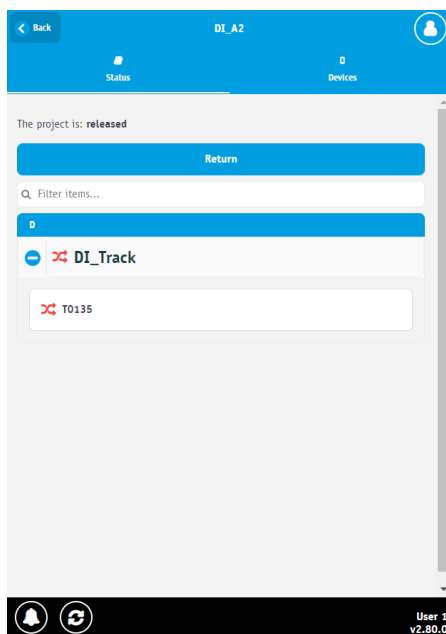 Back
DI_A2
Status
Devices
The project is: released
Return
Filter items...
D
DI_Track
T0135
User 1
v2.80.0